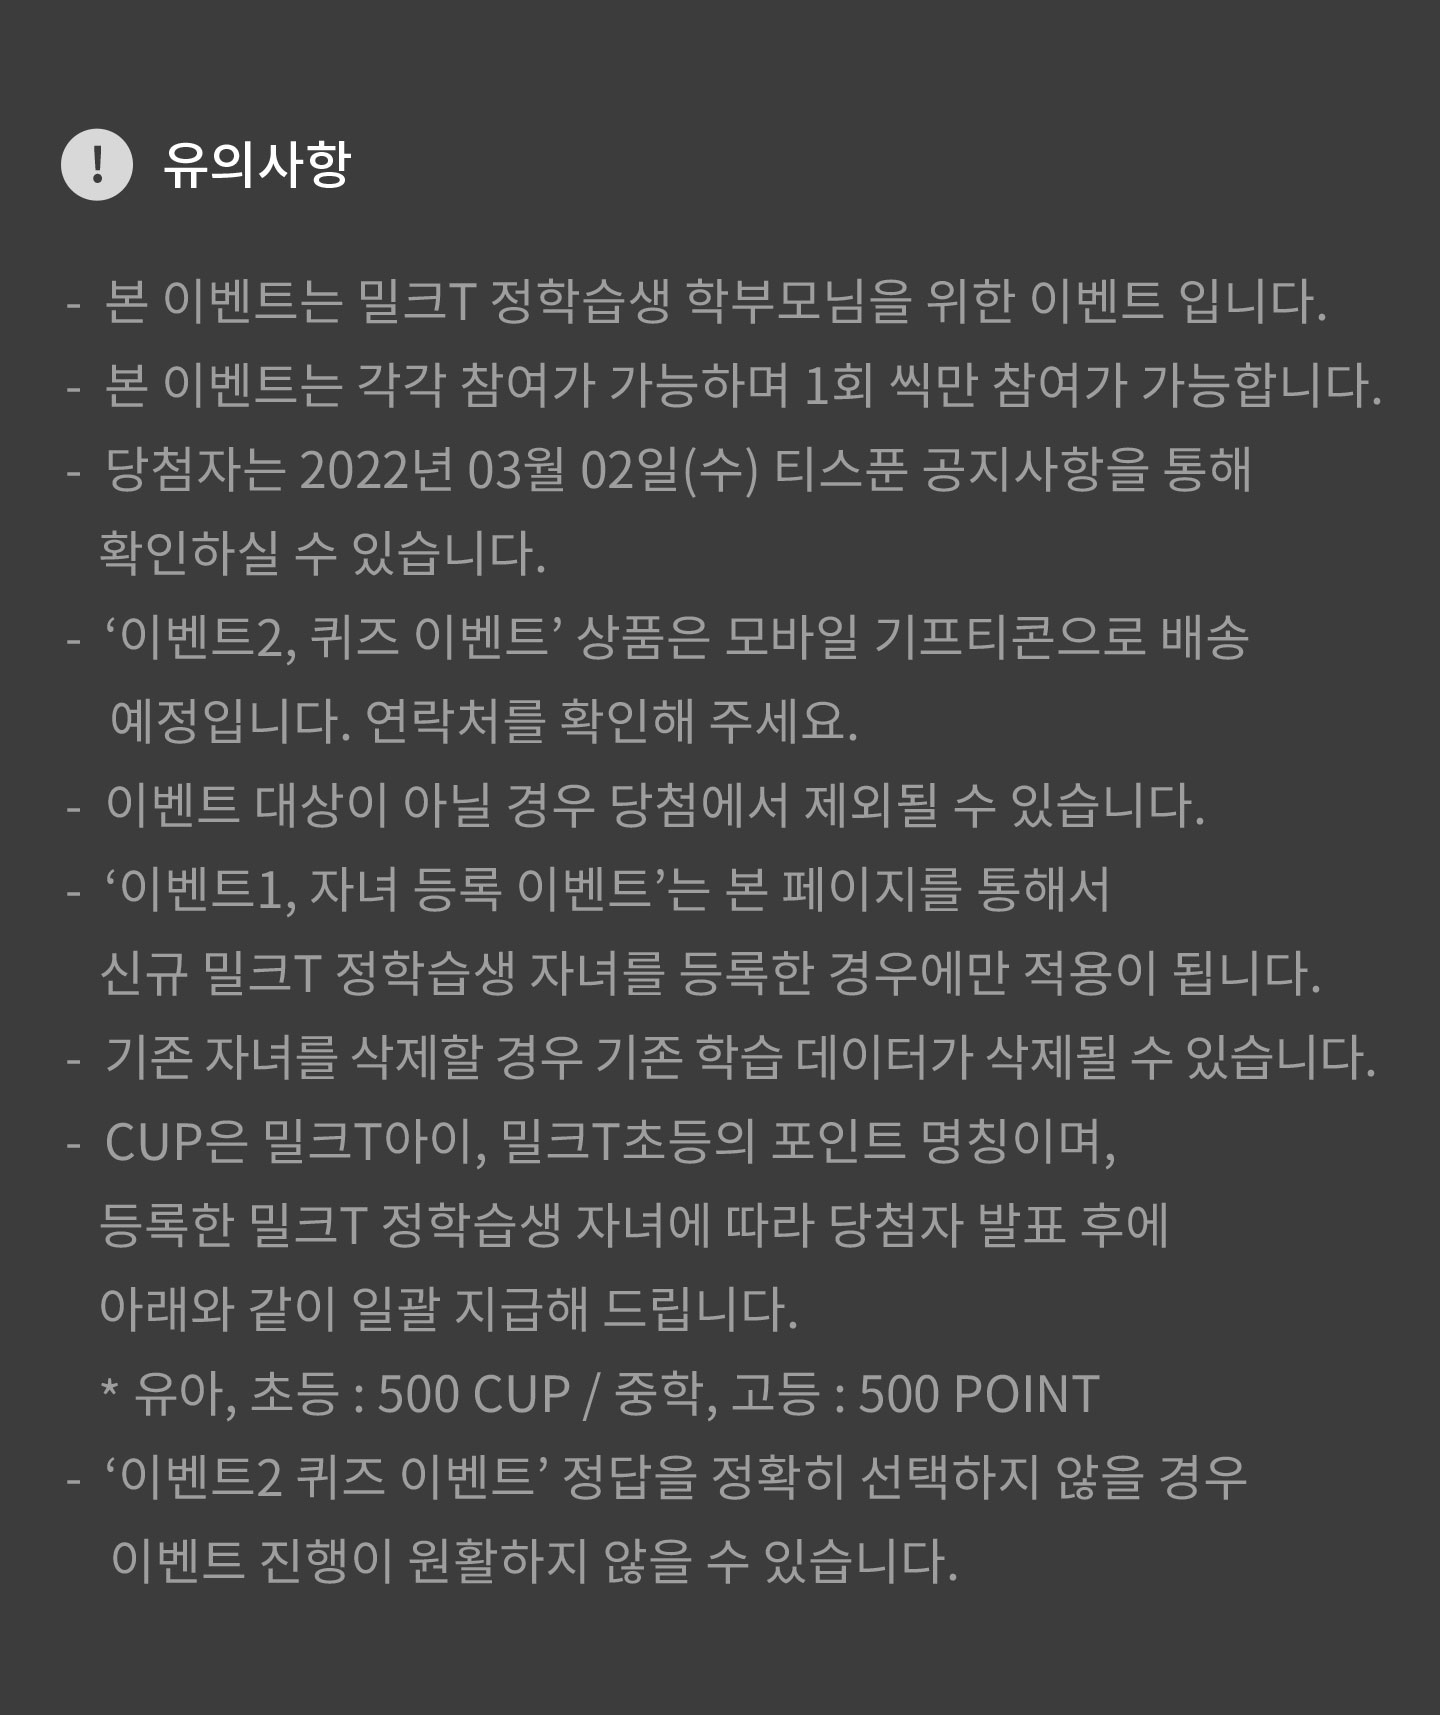 ! 유의사항
- 본 이벤트는 밀크T 정학습생 학부모님을 위한 이벤트 입니다.
- 본 이벤트는 각각 참여가 가능하며 1회 씩만 참여가 가능합니다.
- 당첨자는 2022년 03월 02일(수) 티스푼 공지사항을 통해
확인하실 수 있습니다.
- ‘이벤트2, 퀴즈 이벤트’ 상품은 모바일 기프티콘으로 배송
예정입니다. 연락처를 확인해 주세요.
- 이벤트 대상이 아닐 경우 당첨에서 제외될 수 있습니다.
- ‘이벤트1, 자녀 등록 이벤트’는 본 페이지를 통해서
신규 밀크T 정학습생 자녀를 등록한 경우에만 적용이 됩니다.
- 기존 자녀를 삭제할 경우 기존 학습 데이터가 삭제될 수 있습니다.
- CUP은 밀크T아이, 밀크T초등의 포인트 명칭이며,
등록한 밀크T 정학습생 자녀에 따라 당첨자 발표 후에
아래와 같이 일괄 지급해 드립니다.
* 유아, 초등 : 500 CUP / 중학, 고등 : 500 POINT
- ‘이벤트2 퀴즈 이벤트’ 정답을 정확히 선택하지 않을 경우
이벤트 진행이 원활하지 않을 수 있습니다.